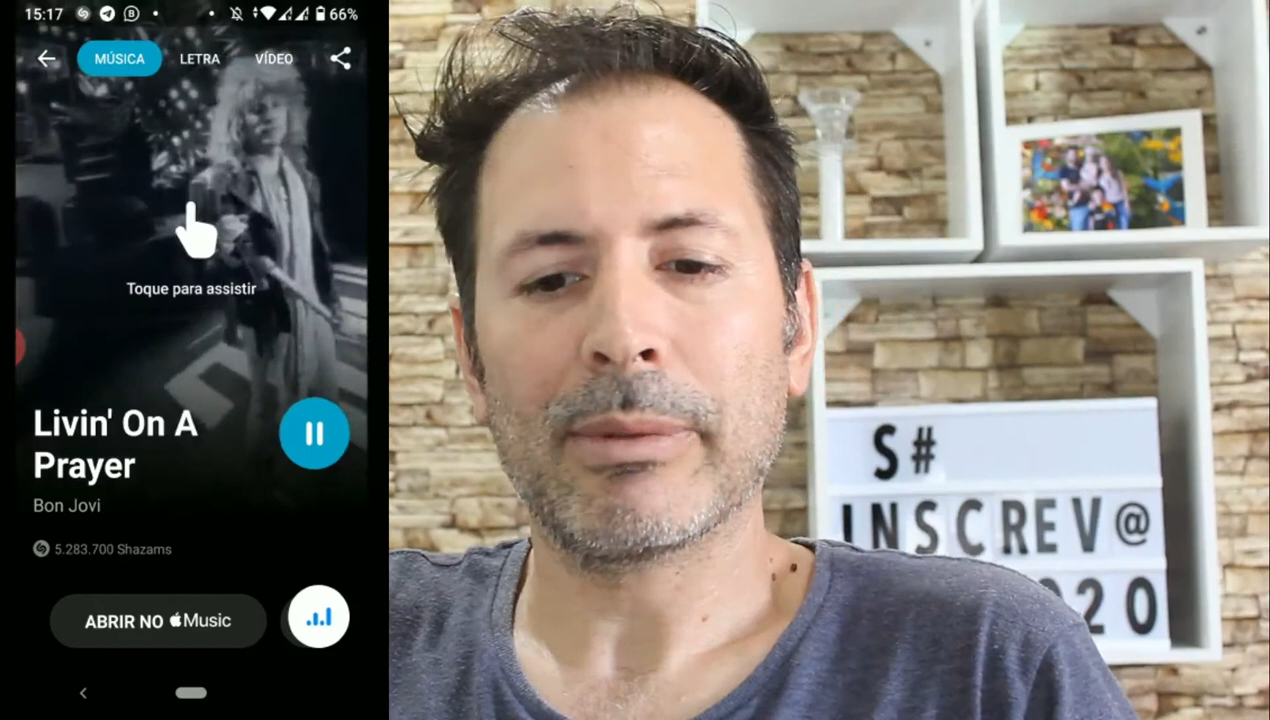 15:17
66%
MÚSICA LETRA VÍDEO
Toque para assistir
Livin' On A
Prayer
Bon Jovi
5.283.700 Shazams
ABRIR NO Music
S#
INSCREV@
20